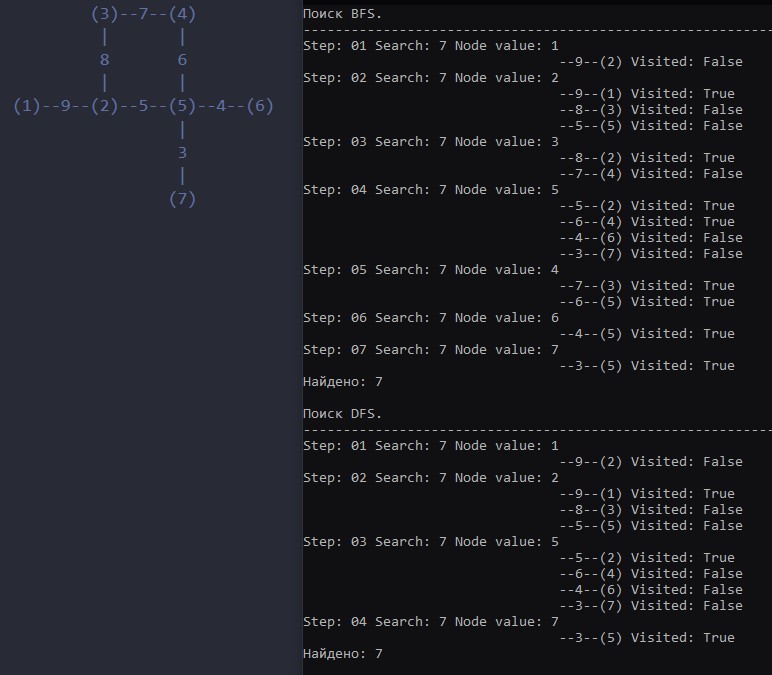 (3)--7--(4)
|       |
8       6
|       |
(1)--9--(2)--5--(5)--4--(6)
|
3
|
(7)
Поиск BFS.
-----------------------------------------------------------
Step: 01 Search: 7 Node value: 1
--9--(2) Visited: False
Step: 02 Search: 7 Node value: 2
--9--(1) Visited: True
--8--(3) Visited: False
--5--(5) Visited: False
Step: 03 Search: 7 Node value: 3
--8--(2) Visited: True
--7--(4) Visited: False
Step: 04 Search: 7 Node value: 5
--5--(2) Visited: True
--6--(4) Visited: True
--4--(6) Visited: False
--3--(7) Visited: False
Step: 05 Search: 7 Node value: 4
--7--(3) Visited: True
--6--(5) Visited: True
Step: 06 Search: 7 Node value: 6
--4--(5) Visited: True
Step: 07 Search: 7 Node value: 7
--3--(5) Visited: True
Найдено: 7
Поиск DFS.
-----------------------------------------------------------
Step: 01 Search: 7 Node value: 1
--9--(2) Visited: False
Step: 02 Search: 7 Node value: 2
--9--(1) Visited: True
--8--(3) Visited: False
--5--(5) Visited: False
Step: 03 Search: 7 Node value: 5
--5--(2) Visited: True
--6--(4) Visited: False
--4--(6) Visited: False
--3--(7) Visited: False
Step: 04 Search: 7 Node value: 7
--3--(5) Visited: True
Найдено: 7